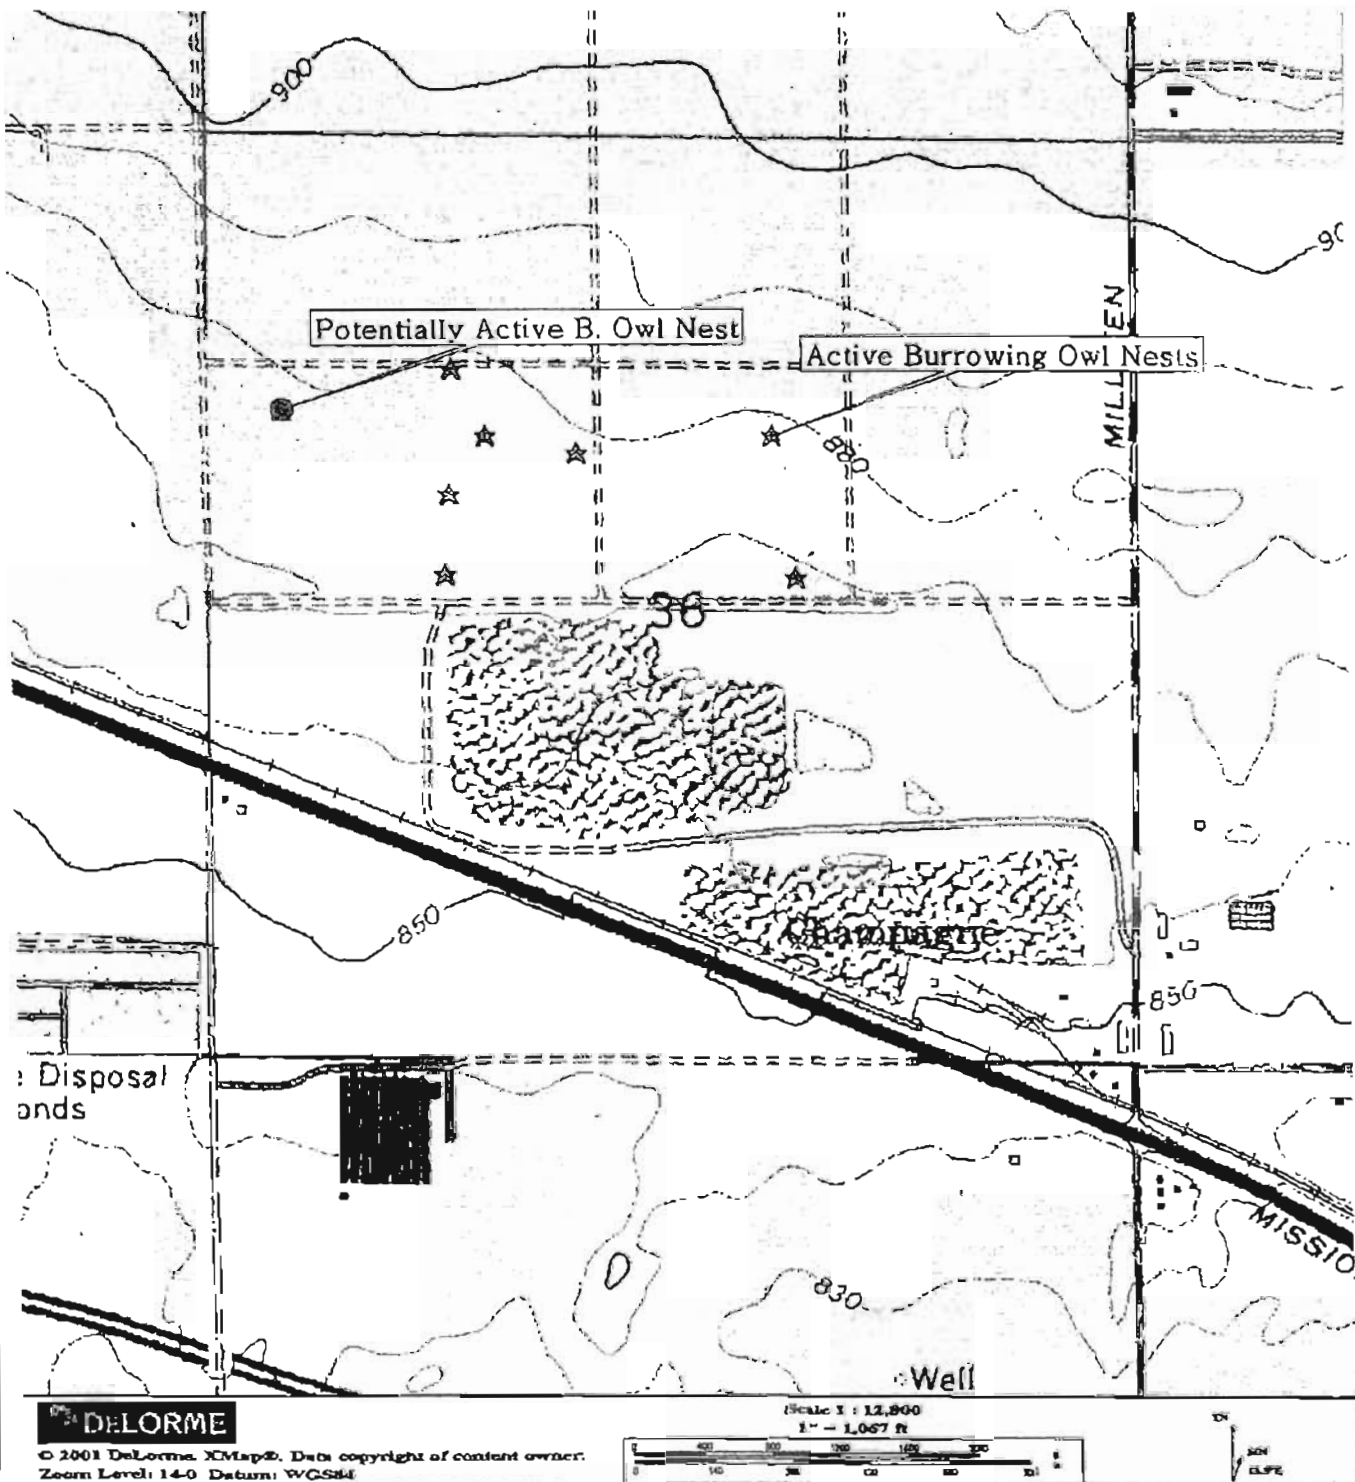 900
90
Potentially Active B. Owl Nest
Active Burrowing Owl Nests
880
36
850
Champagne
850
Disposal
onds
MISSIO
830
Well
DELORME
Scale 1 : 12,800
1" = 1,067 ft
© 2001 DeLorme. XMap®. Data copyright of content owner.
Zoom Level: 14-0 Datum: WGS84